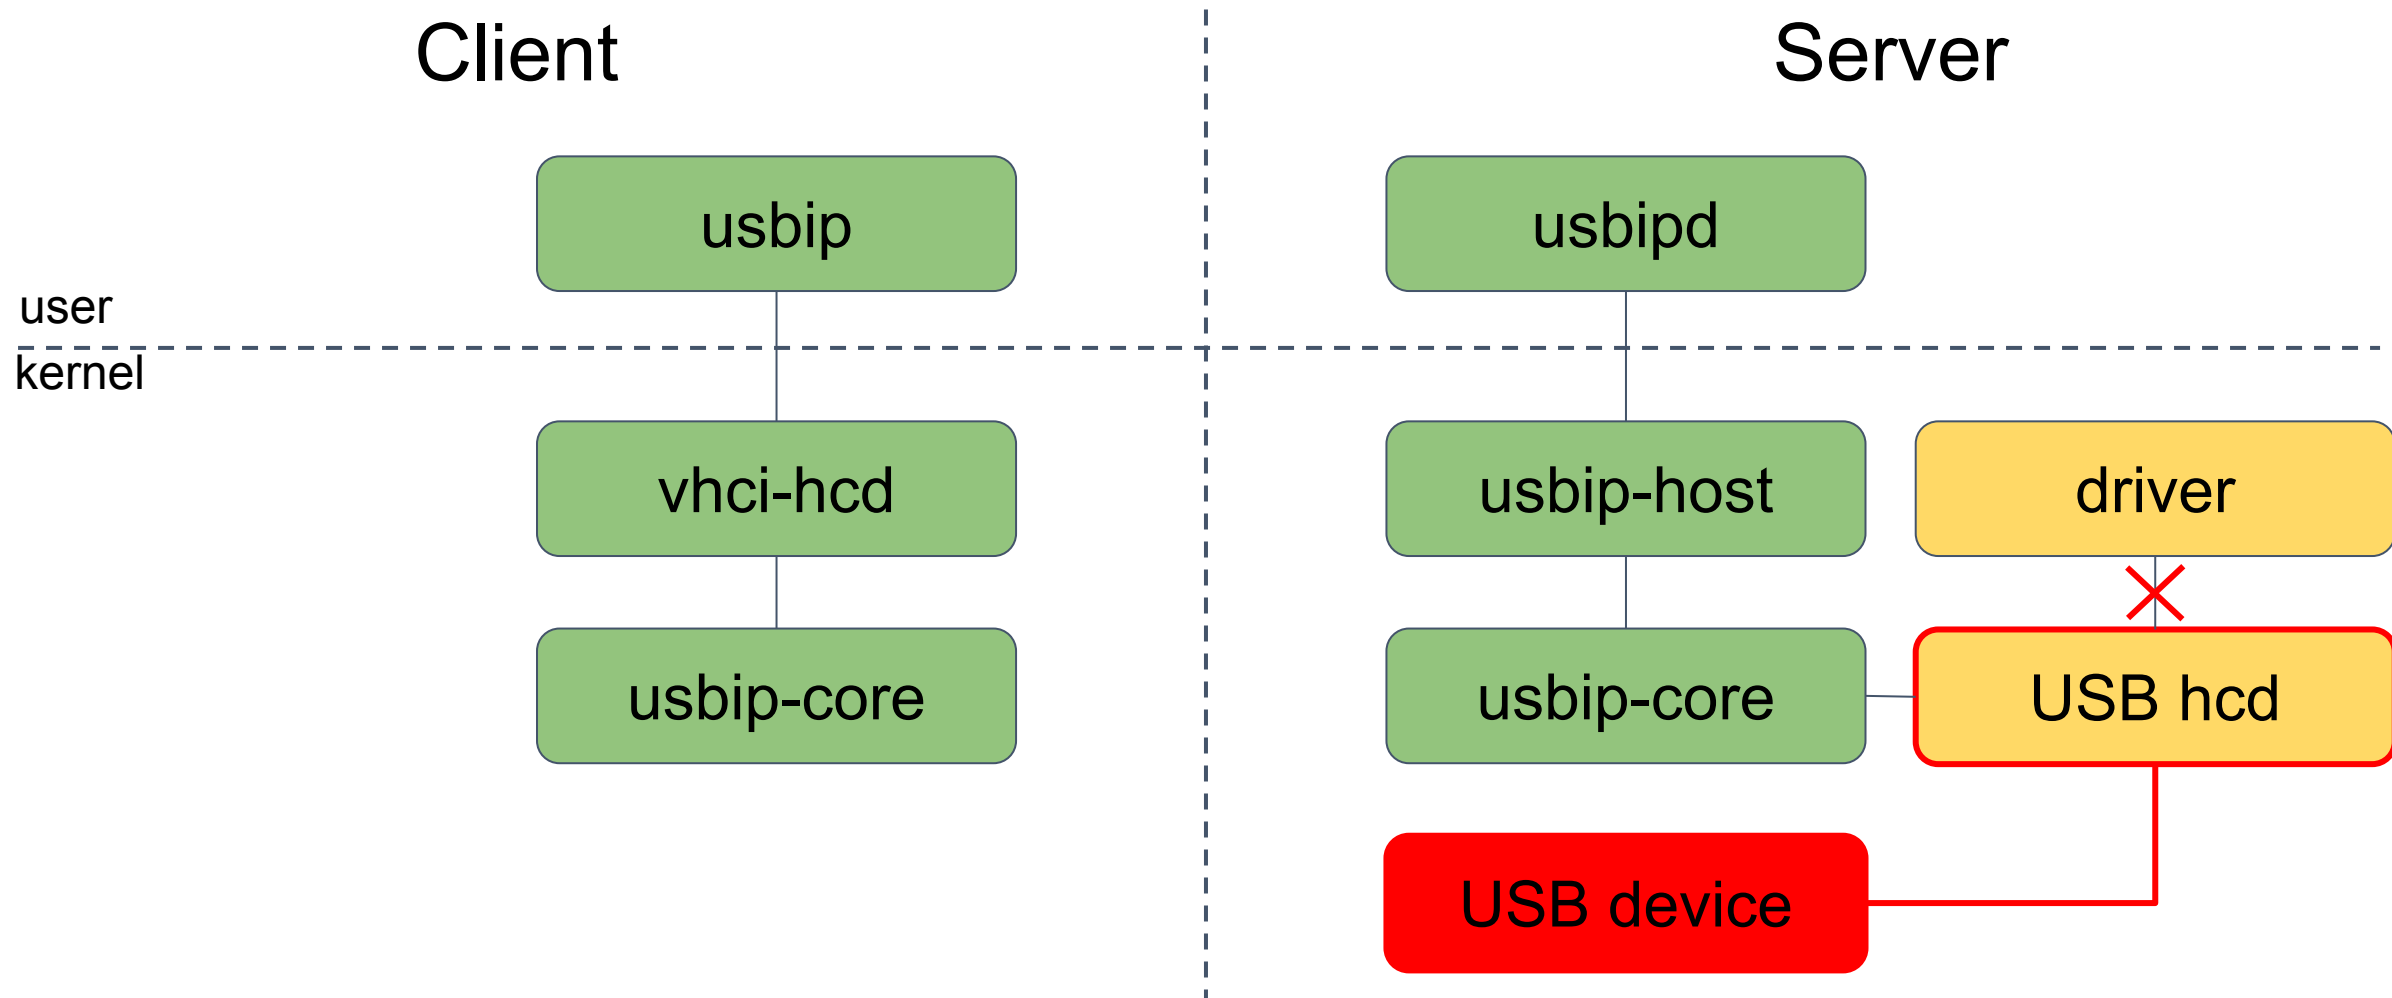 Client
Server
usbip
usbipd
user
kernel
vhci-hcd
usbip-host
driver
usbip-core
usbip-core
USB hcd
USB device